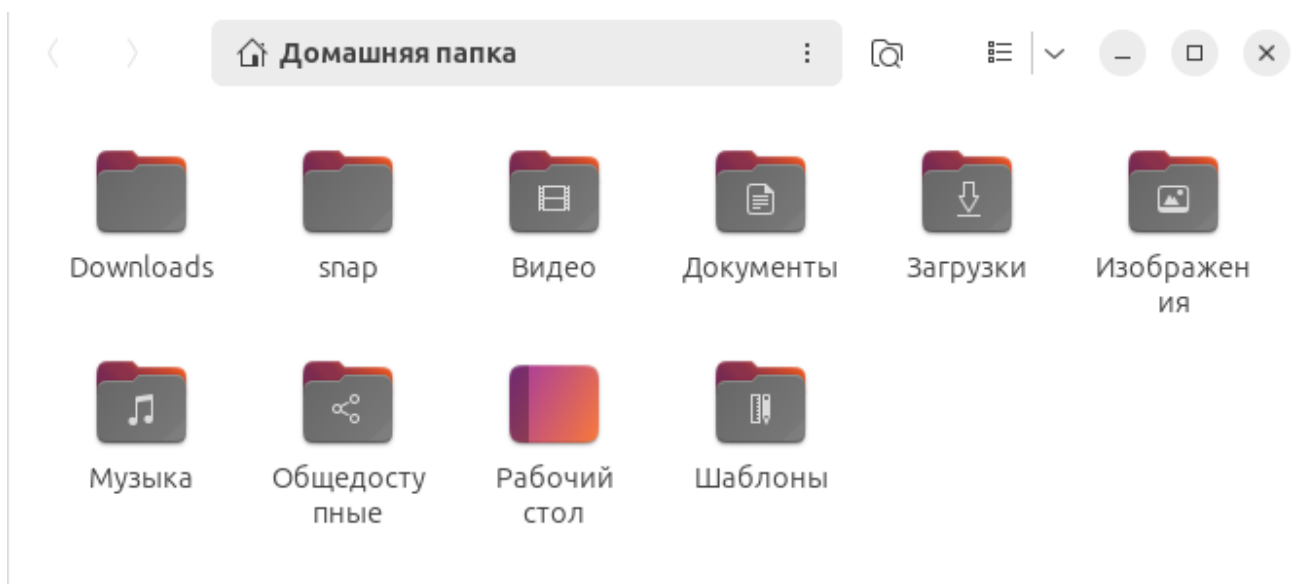 Домашняя папка
Downloads
snap
Видео
Документы
Загрузки
Изображен
ия
Музыка
Общедосту
пные
Рабочий
стол
Шаблоны